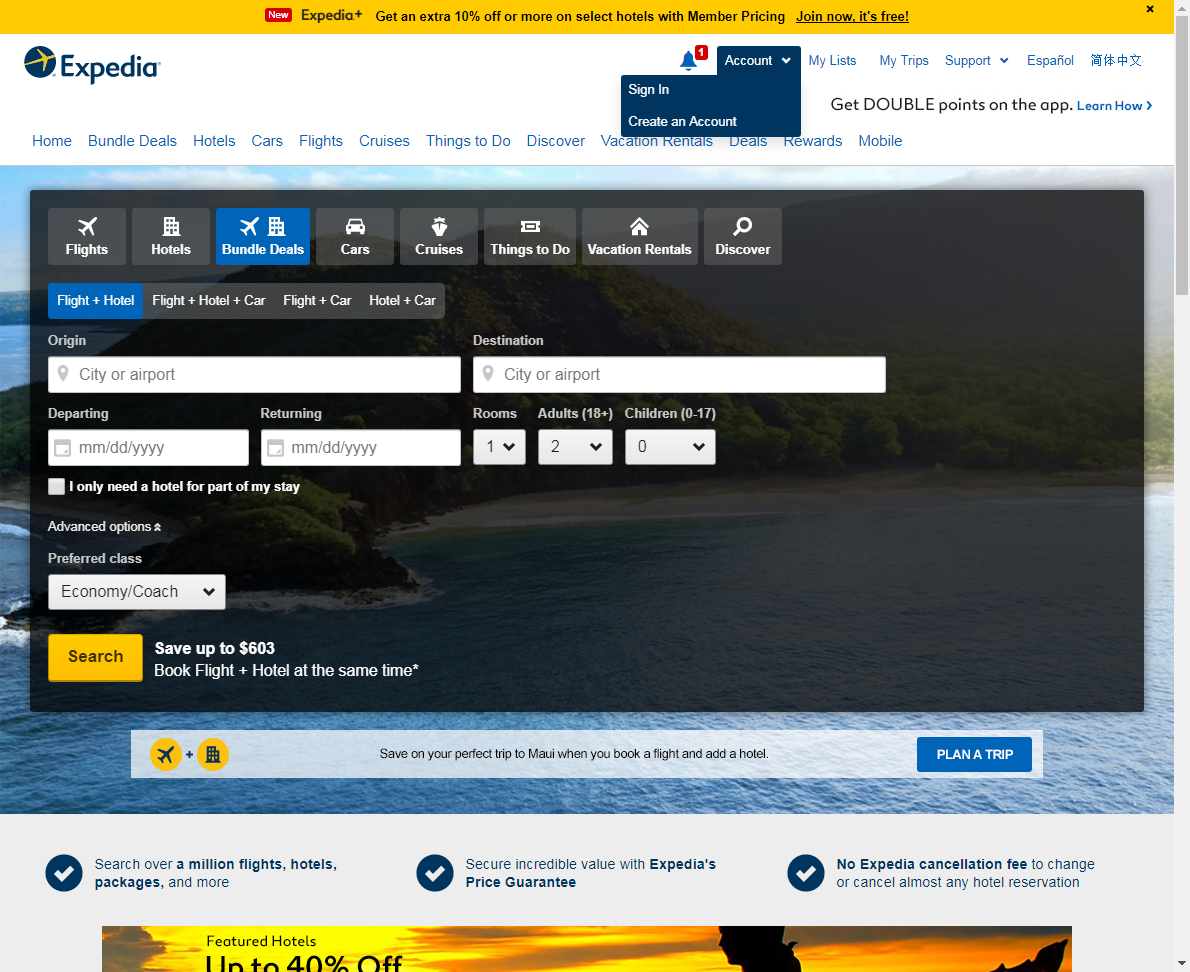 New Expedia+ Get an extra 10% off or more on select hotels with Member Pricing Join now, it's free!
Expedia
1
Account
My Lists
My Trips
Support
Español
简体中文
Sign In
Create an Account
Get DOUBLE points on the app. Learn How
Home Bundle Deals Hotels Cars Flights Cruises Things to Do Discover Vacation Rentals Deals Rewards Mobile
Flights Hotels Bundle Deals Cars Cruises Things to Do Vacation Rentals Discover
Flight + Hotel Flight + Hotel + Car Flight + Car Hotel + Car
Origin Destination
City or airport City or airport
Departing Returning Rooms Adults (18+) Children (0-17)
mm/dd/yyyy mm/dd/yyyy 1 2 0
I only need a hotel for part of my stay
Advanced options
Preferred class
Economy/Coach
Search
Save up to $603
Book Flight + Hotel at the same time*
Save on your perfect trip to Maui when you book a flight and add a hotel.
PLAN A TRIP
Search over a million flights, hotels,
packages, and more
Secure incredible value with Expedia's
Price Guarantee
No Expedia cancellation fee to change
or cancel almost any hotel reservation
Featured Hotels
Up to 40% Off